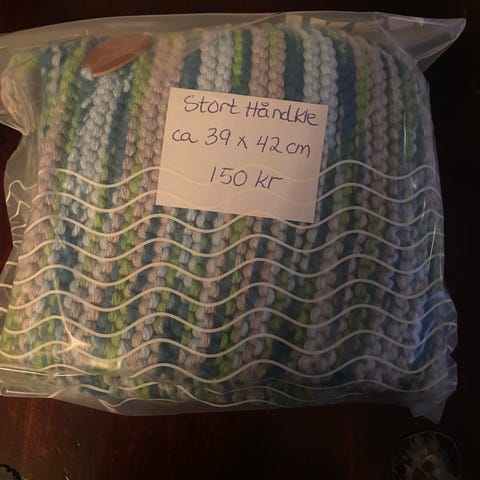 Stort Håndkle
ca 39 x 42 cm
150 kr